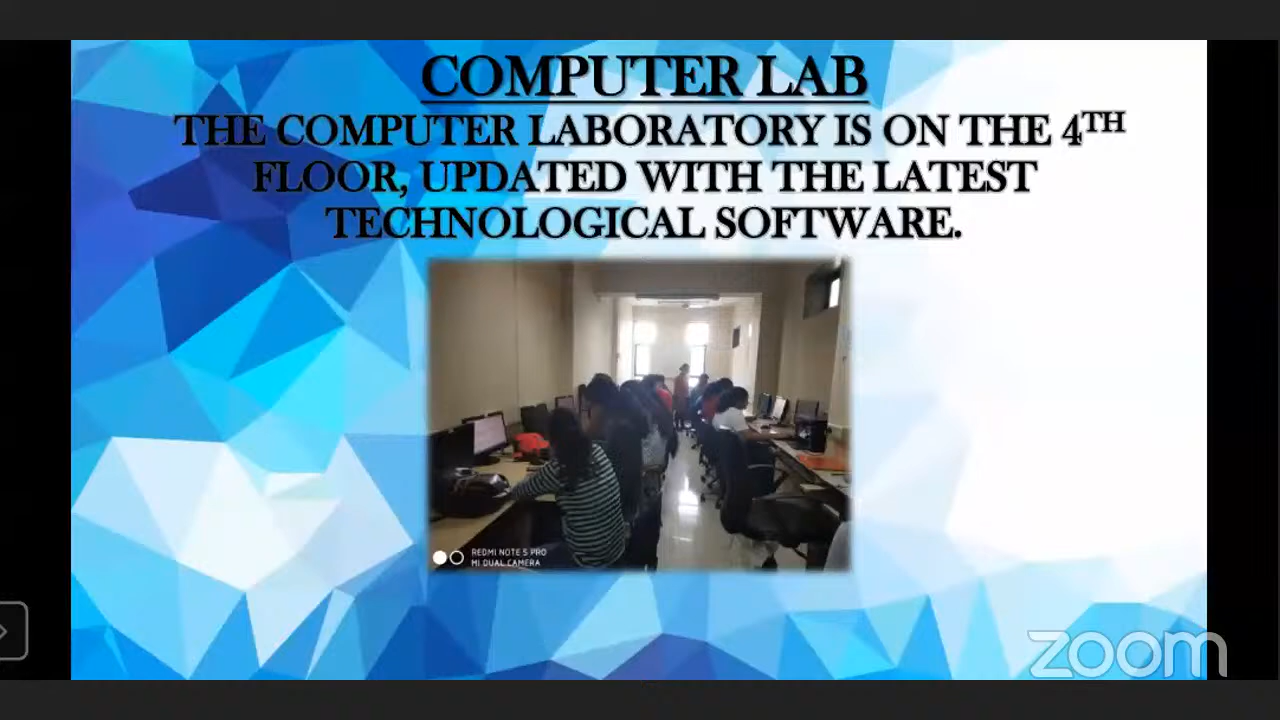 COMPUTER LAB
THE COMPUTER LABORATORY IS ON THE 4TH
FLOOR, UPDATED WITH THE LATEST
TECHNOLOGICAL SOFTWARE.
REDMI NOTE 5 PRO
MI DUAL CAMERA
zoom